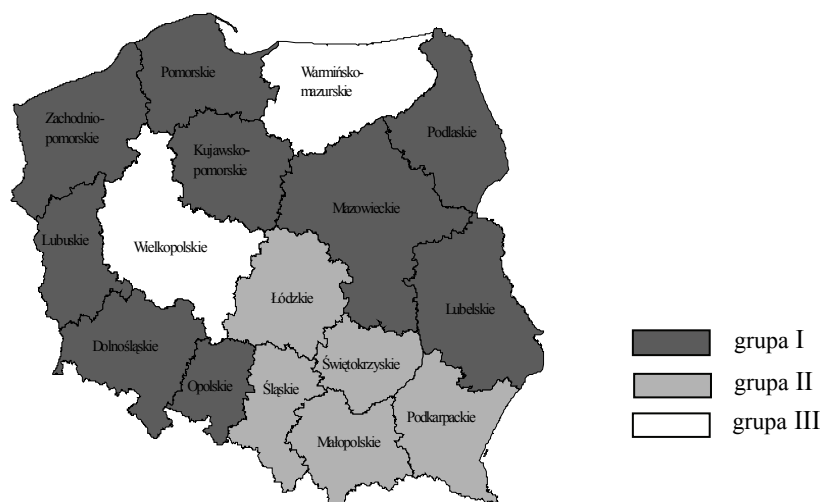 Pomorskie
Warmińsko-
mazurskie
Zachodnio-
pomorskie
Podlaskie
Kujawsko-
pomorskie
Mazowieckie
Lubuskie
Wielkopolskie
Łódzkie
Lubelskie
Dolnośląskie
Świętokrzyskie
Opolskie
Śląskie
Podkarpackie
Małopolskie
grupa I
grupa II
grupa III